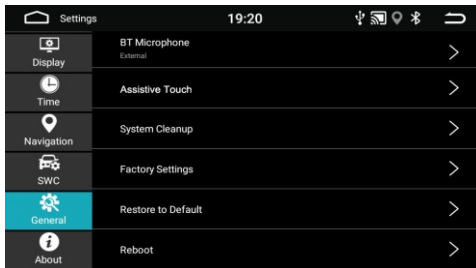 Settings
19:20
Display
Time
Navigation
SWC
General
About
BT Microphone
External
Assistive Touch
System Cleanup
Factory Settings
Restore to Default
Reboot